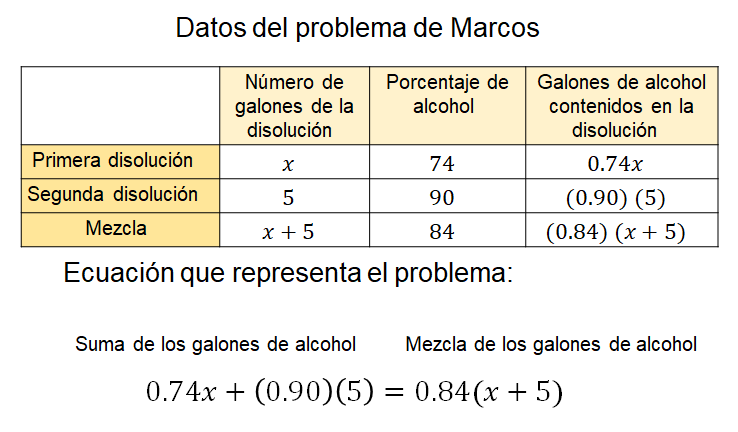 Datos del problema de Marcos
Número de galones de la disolución | Porcentaje de alcohol | Galones de alcohol contenidos en la disolución
Primera disolución | x | 74 | 0.74x
Segunda disolución | 5 | 90 | (0.90) (5)
Mezcla | x + 5 | 84 | (0.84) (x + 5)
Ecuación que representa el problema:
Suma de los galones de alcohol Mezcla de los galones de alcohol
0.74x + (0.90)(5) = 0.84(x + 5)